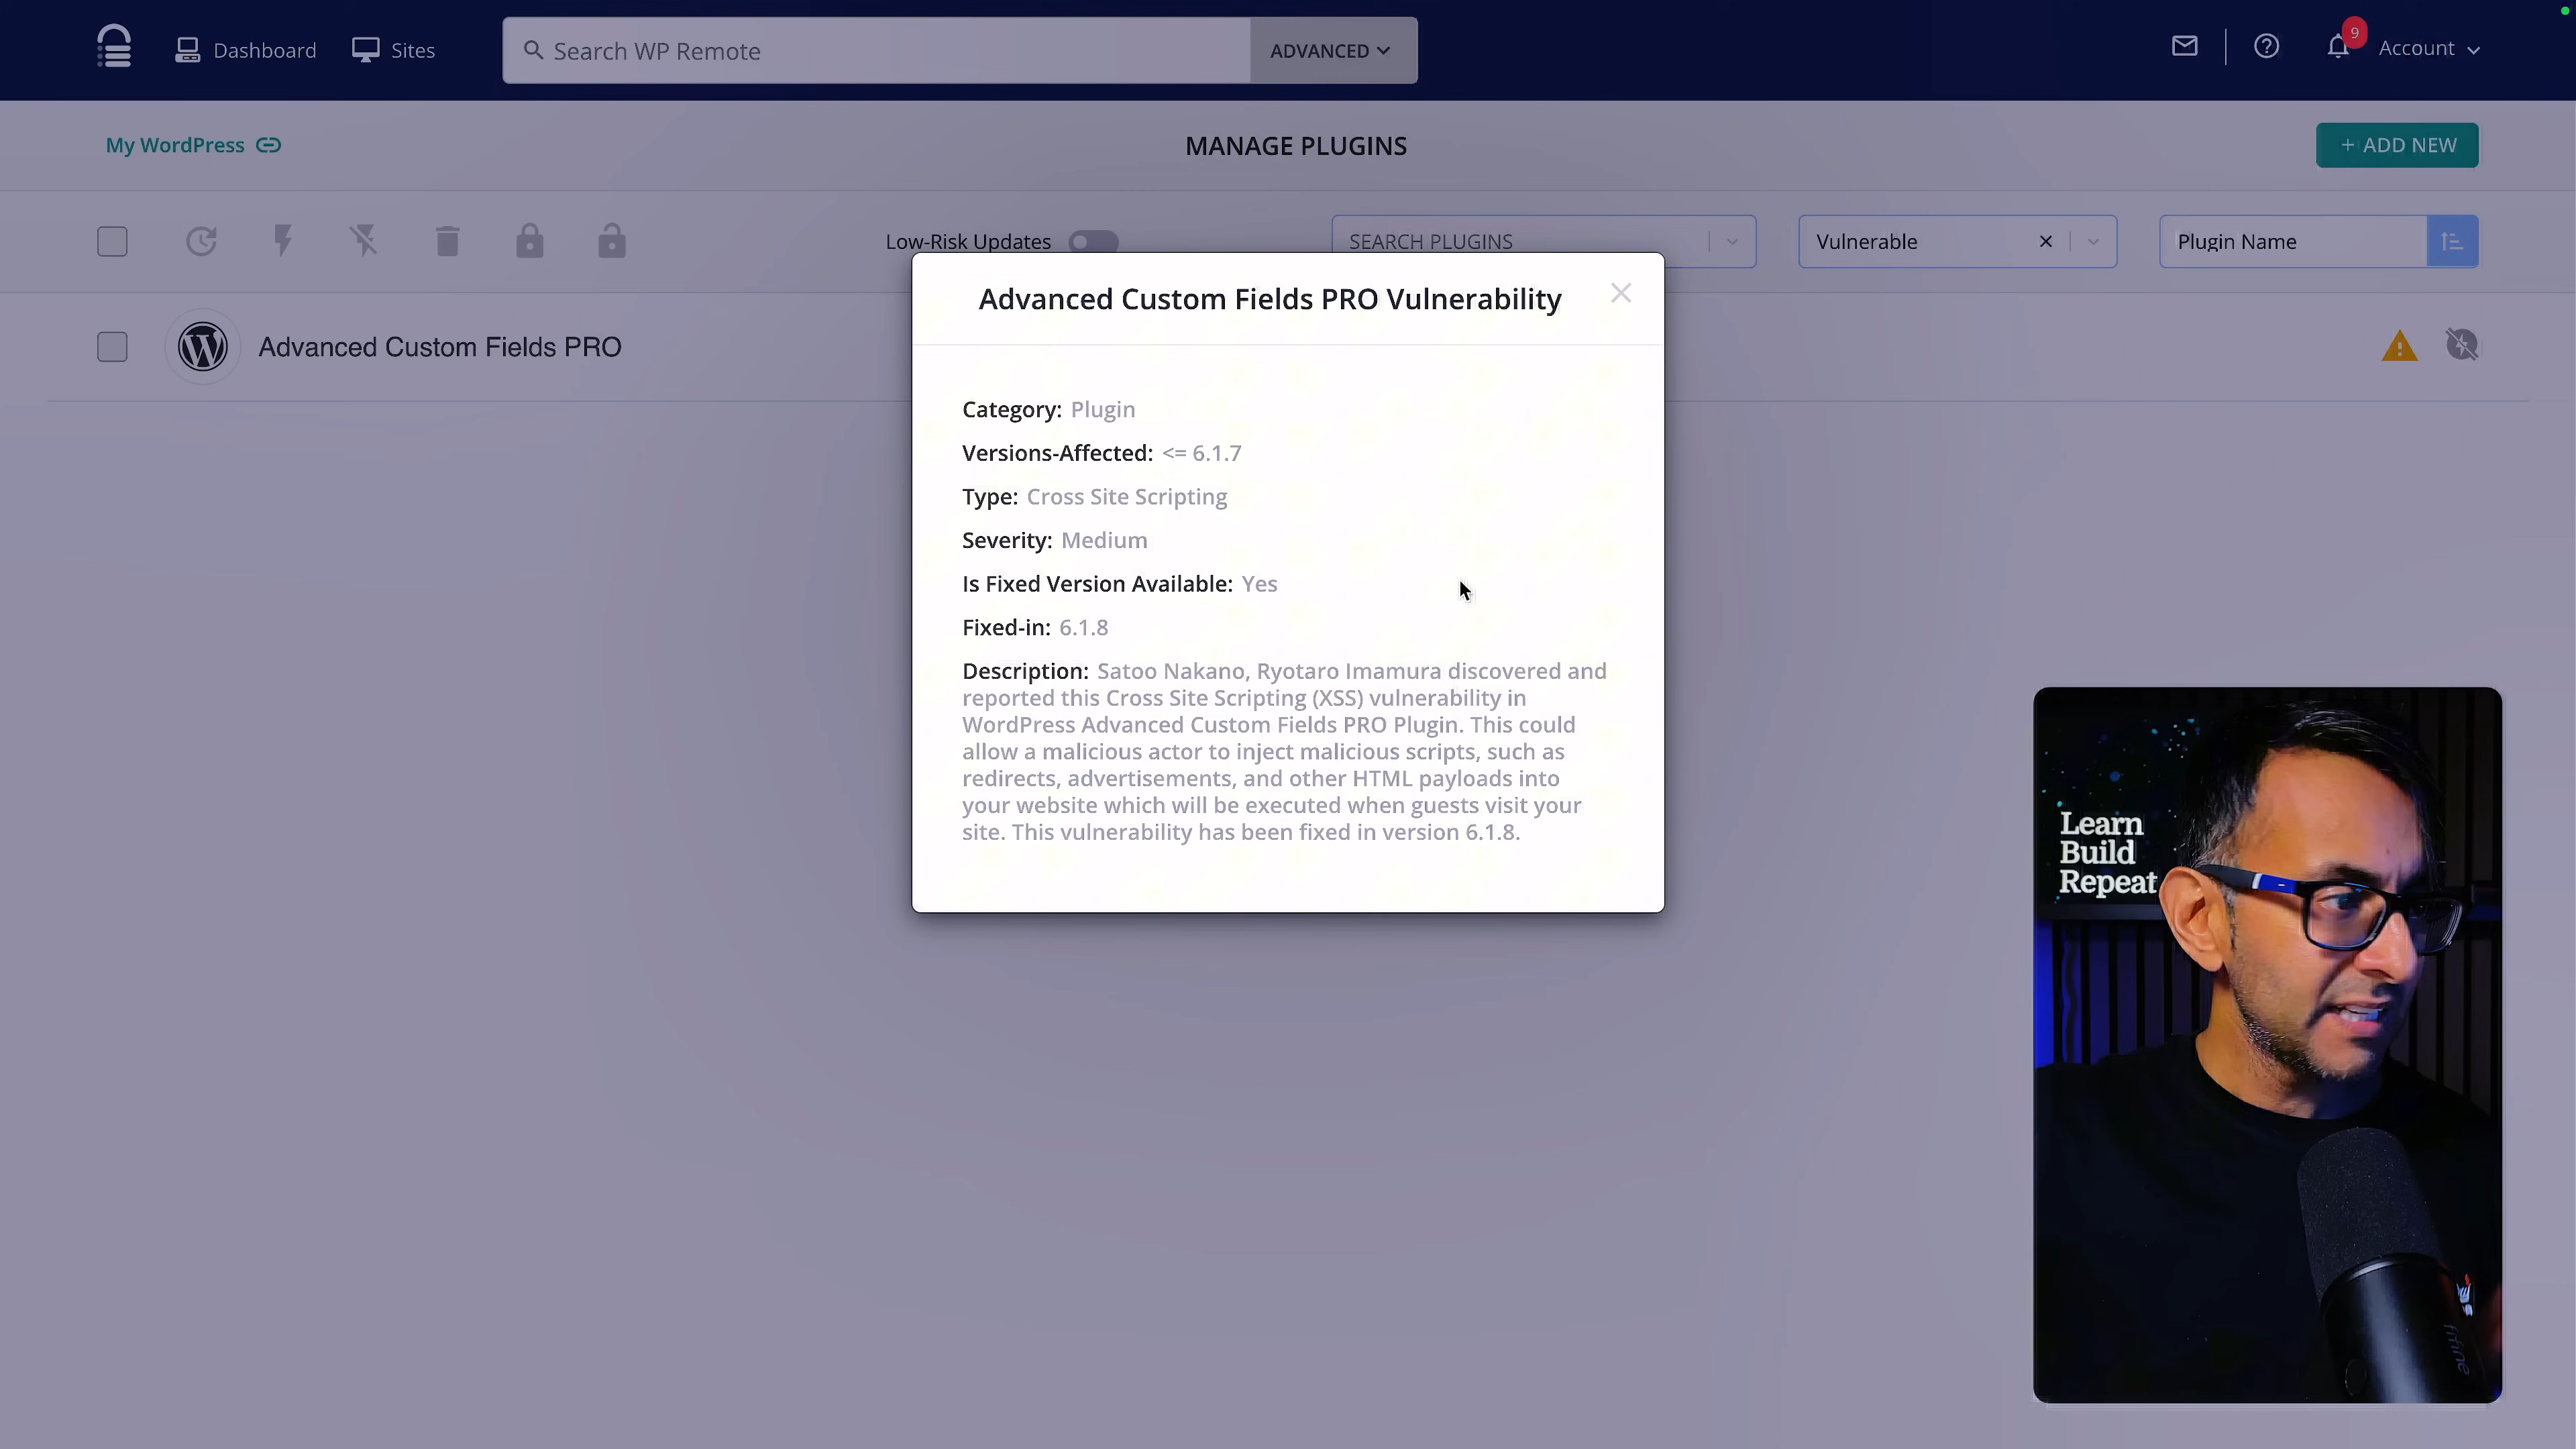 Dashboard
Sites
Search WP Remote
ADVANCED
9
Account
My WordPress
MANAGE PLUGINS
+ ADD NEW
Low-Risk Updates
SEARCH PLUGINS
Vulnerable
Plugin Name
Advanced Custom Fields PRO
Advanced Custom Fields PRO Vulnerability
Category: Plugin
Versions-Affected: <= 6.1.7
Type: Cross Site Scripting
Severity: Medium
Is Fixed Version Available: Yes
Fixed-in: 6.1.8
Description: Satoo Nakano, Ryotaro Imamura discovered and
reported this Cross Site Scripting (XSS) vulnerability in
WordPress Advanced Custom Fields PRO Plugin. This could
allow a malicious actor to inject malicious scripts, such as
redirects, advertisements, and other HTML payloads into
your website which will be executed when guests visit your
site. This vulnerability has been fixed in version 6.1.8.
Learn
Build
Repeat
fifine